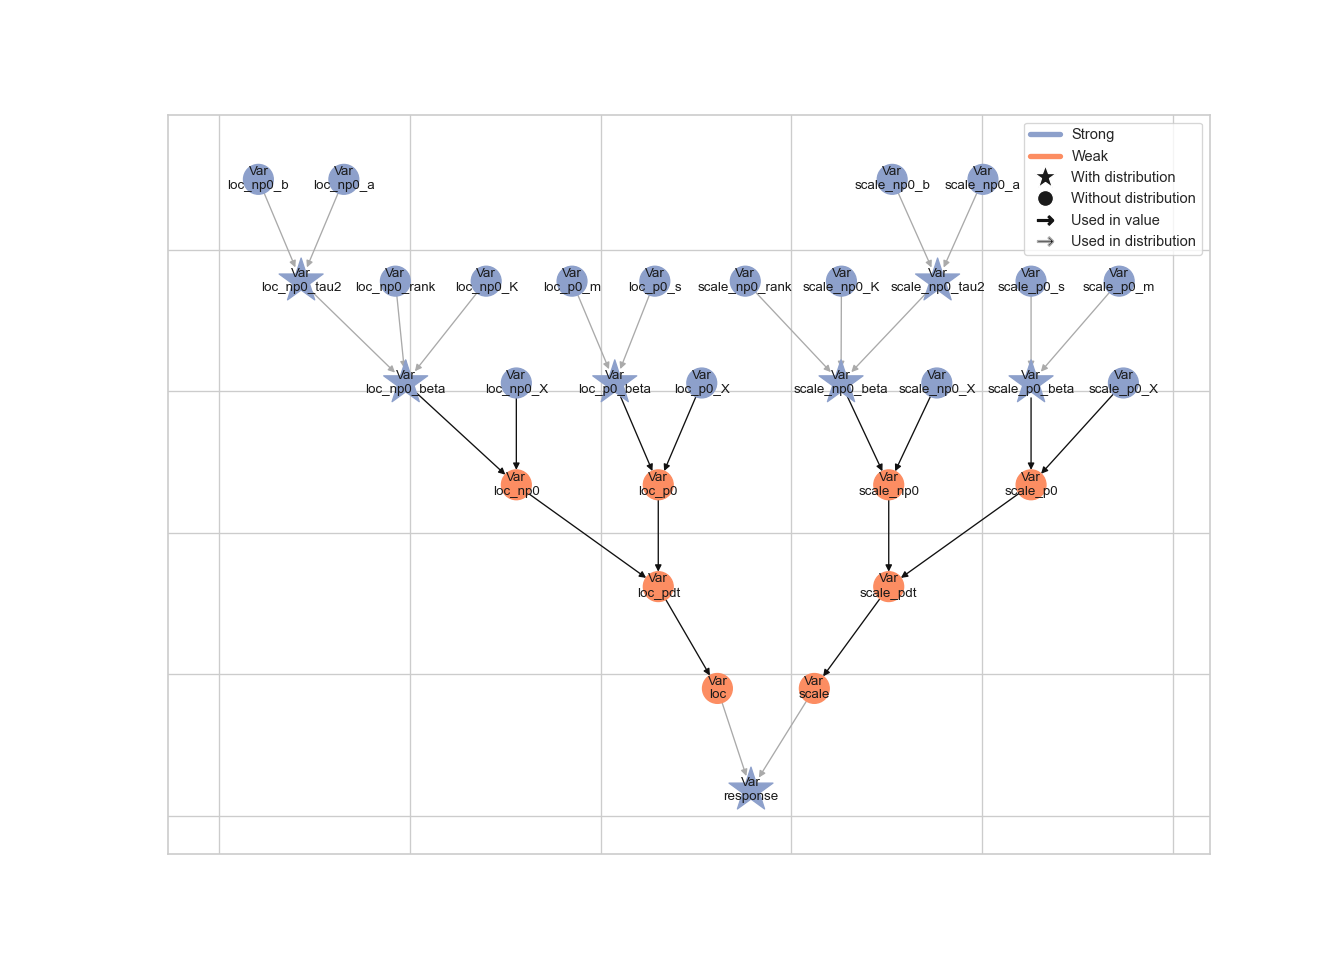 Strong
Weak
With distribution
Without distribution
Used in value
Used in distribution
Var
loc_np0_b
Var
loc_np0_a
Var
scale_np0_b
Var
scale_np0_a
Var
loc_np0_tau2
Var
loc_np0_rank
Var
loc_np0_K
Var
loc_p0_m
Var
loc_p0_s
Var
scale_np0_rank
Var
scale_np0_K
Var
scale_np0_tau2
Var
scale_p0_s
Var
scale_p0_m
Var
loc_np0_beta
Var
loc_np0_X
Var
loc_p0_beta
Var
loc_p0_X
Var
scale_np0_beta
Var
scale_np0_X
Var
scale_p0_beta
Var
scale_p0_X
Var
loc_np0
Var
loc_p0
Var
scale_np0
Var
scale_p0
Var
loc_pdt
Var
scale_pdt
Var
loc
Var
scale
Var
response